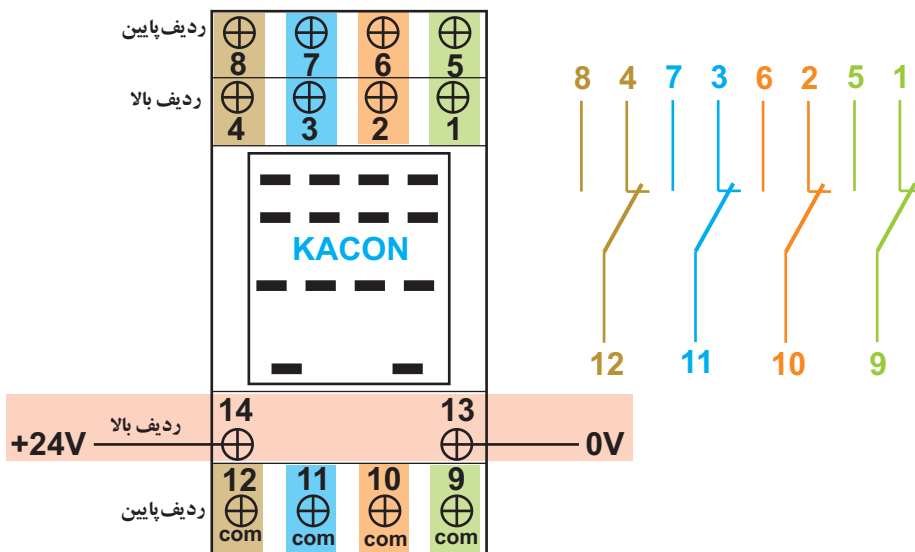 ردیف پایین
8 7 6 5
ردیف بالا
4 3 2 1
KACON
14 13
+24V ردیف بالا 0V
12 11 10 9
ردیف پایین
com com com com
8 4 7 3 6 2 5 1
12 11 10 9